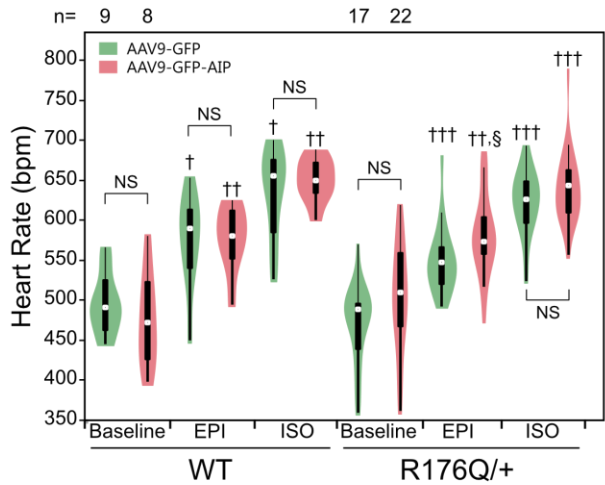 n= 9 8 17 22
AAV9-GFP
AAV9-GFP-AIP
800
750
700
650
600
550
500
450
400
350
Heart Rate (bpm)
NS
†
NS
††
†
NS
††
NS
†††
††,§
†††
†††
NS
Baseline EPI ISO Baseline EPI ISO
WT R176Q/+